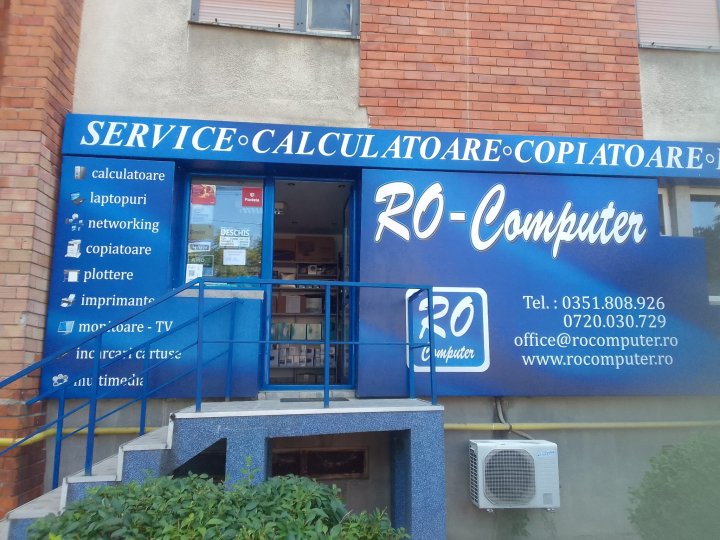 SERVICE◦CALCULATOARE◦COPIATOARE◦
calculatoare
laptopuri
networking
copiatoare
plottere
imprimante
monitoare - TV
incarcari cartuse
multimedia
DESCHIS
RO-Computer
RO
Computer
Tel. : 0351.808.926
0720.030.729
office@rocomputer.ro
www.rocomputer.ro